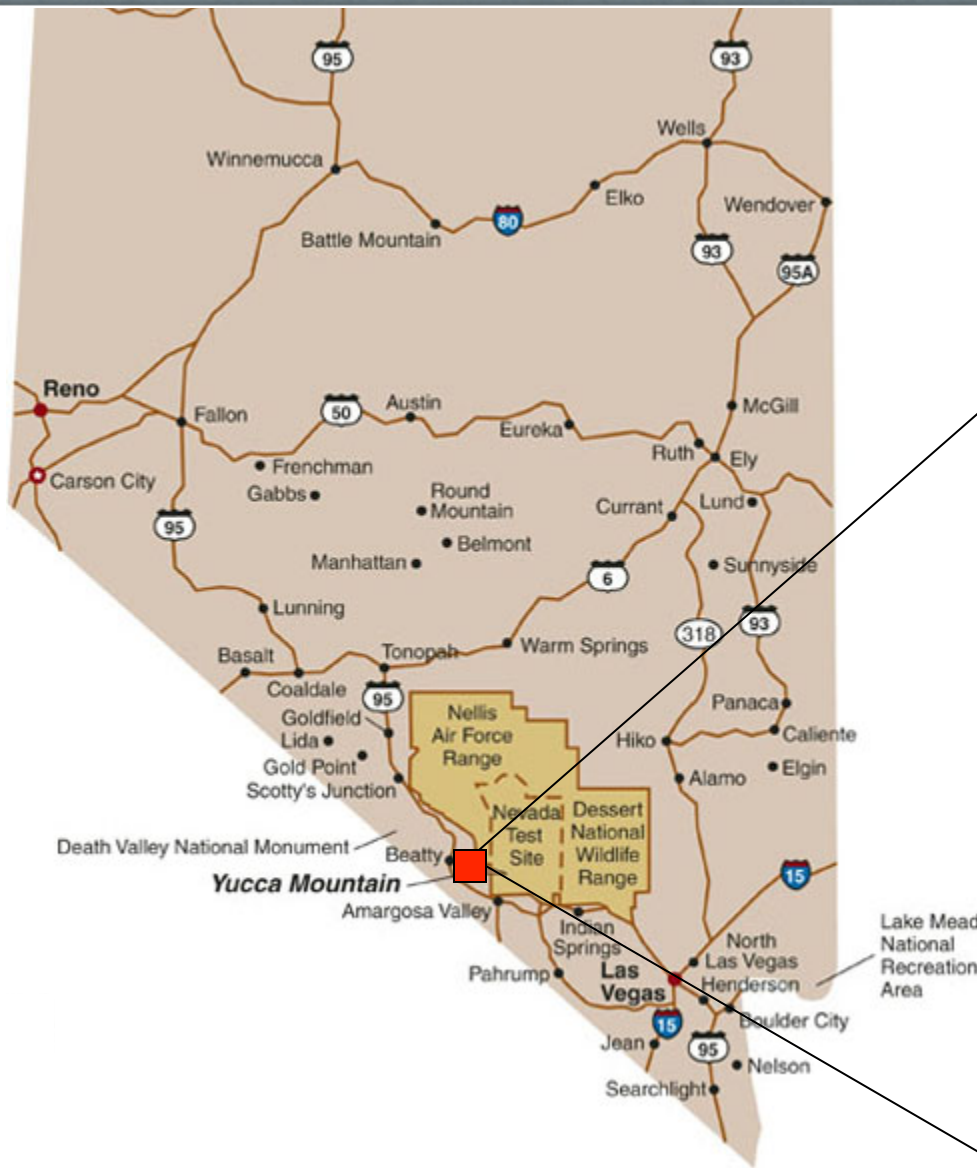 95
93
Wells
Winnemucca
Elko
Wendover
80
Battle Mountain
93
95A
Reno
Fallon
50
Austin
McGill
Eureka
Ruth
Ely
Frenchman
Carson City
Gabbs
Round
Mountain
Currant
Lund
95
Belmont
Manhattan
Sunnyside
6
Lunning
93
318
Basalt
Tonopah
Warm Springs
Coaldale
95
Panaca
Goldfield
Nellis
Air Force
Range
Lida
Hiko
Caliente
Gold Point
Elgin
Scotty's Junction
Alamo
Nevada
Test
Site
Dessert
National
Wildlife
Range
Death Valley National Monument
Beatty
15
Yucca Mountain
Amargosa Valley
Indian
Springs
Lake Mead
National
Recreation
Area
North
Las Vegas
Pahrump
Las
Vegas
Henderson
15
Boulder City
Jean
95
Nelson
Searchlight